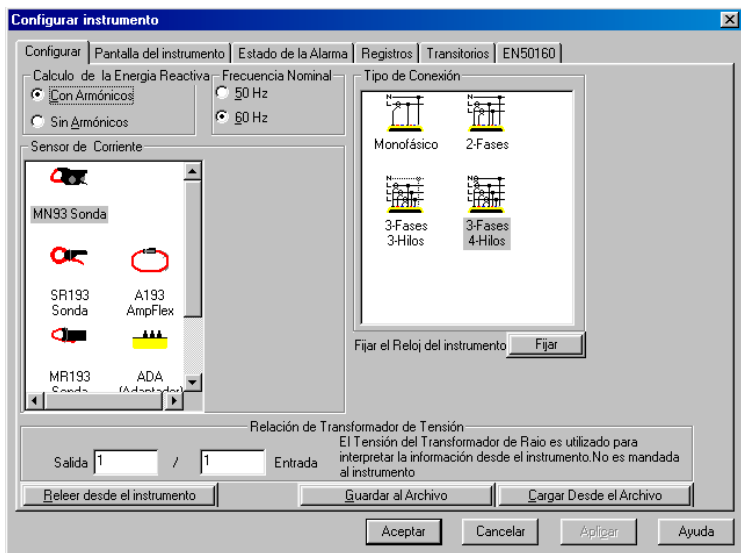 Configurar instrumento
Configurar Pantalla del instrumento Estado de la Alarma Registros Transitorios EN50160
Calculo de la Energia Reactiva
Con Armónicos
Sin Armónicos
Frecuencia Nominal
50 Hz
60 Hz
Tipo de Conexión
Monofásico
2-Fases
3-Fases
3-Hilos
3-Fases
4-Hilos
Sensor de Corriente
MN93 Sonda
SR193
Sonda
A193
AmpFlex
MR193
Sonda
ADA
(Adaptador)
Fijar el Reloj del instrumento Fijar
Relación de Transformador de Tensión
Salida 1 / 1 Entrada
El Tensión del Transformador de Raio es utilizado para
interpretar la información desde el instrumento.No es mandada
al instrumento
Releer desde el instrumento Guardar al Archivo Cargar Desde el Archivo
Aceptar Cancelar Aplicar Ayuda